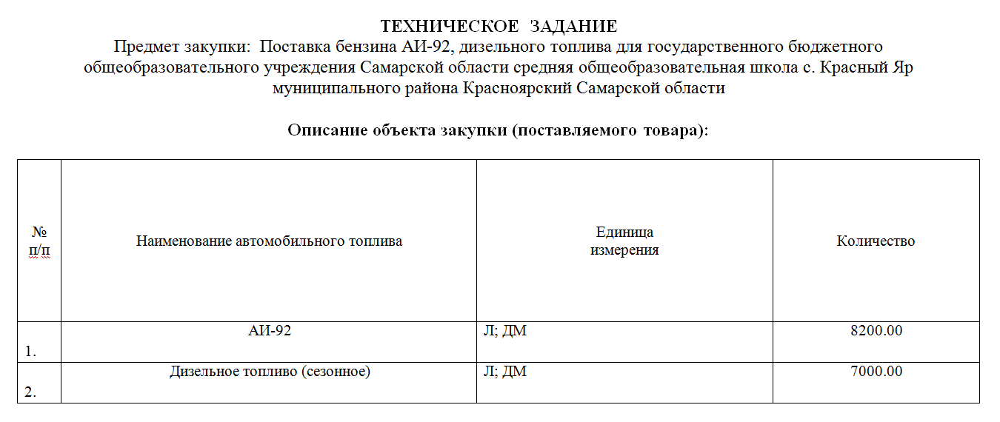 ТЕХНИЧЕСКОЕ ЗАДАНИЕ
Предмет закупки: Поставка бензина АИ-92, дизельного топлива для государственного бюджетного
общеобразовательного учреждения Самарской области средняя общеобразовательная школа с. Красный Яр
муниципального района Красноярский Самарской области
Описание объекта закупки (поставляемого товара):
№
п/п
Наименование автомобильного топлива
Единица
измерения
Количество
1.
АИ-92
Л; ДМ
8200.00
2.
Дизельное топливо (сезонное)
Л; ДМ
7000.00